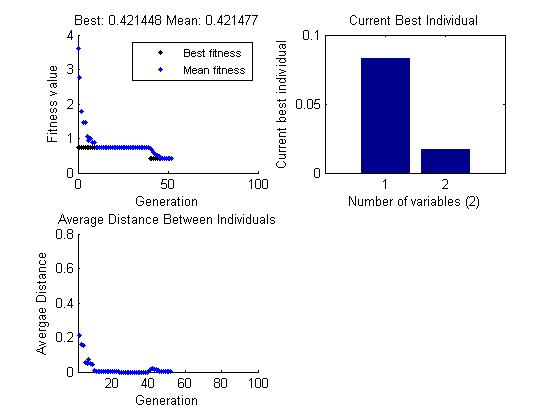 Best: 0.421448 Mean: 0.421477
4
3
2
1
0
Fitness value
Best fitness
Mean fitness
0 50 100
Generation
Current Best Individual
0.1
0.05
0
Current best individual
1 2
Number of variables (2)
Average Distance Between Individuals
0.8
0.6
0.4
0.2
0
Avergae Distance
20 40 60 80 100
Generation